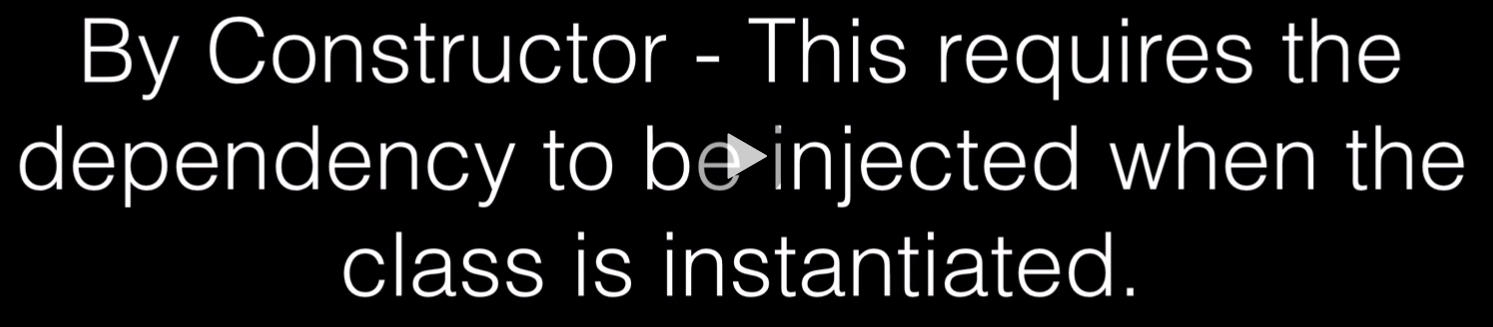 By Constructor - This requires the
dependency to be injected when the
class is instantiated.